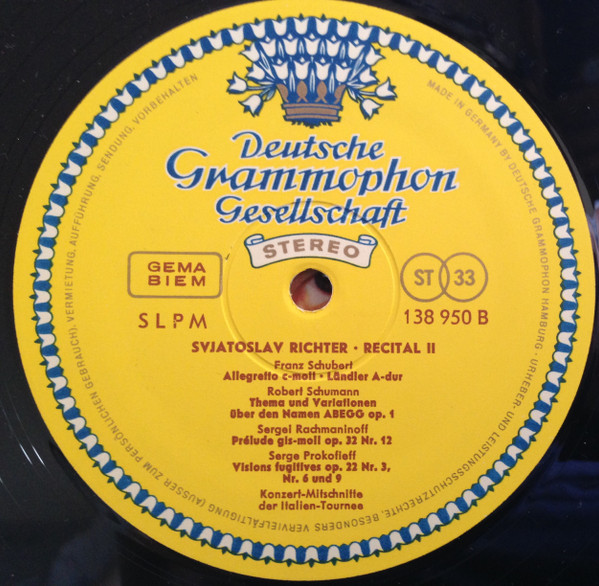 Deutsche
Grammophon
Gesellschaft
STEREO
GEMA
BIEM
ST 33
SLPM
138 950 B
SVJATOSLAV RICHTER · RECITAL II
Franz Schubert
Allegretto c-moll · Ländler A-dur
Robert Schumann
Thema und Variationen
über den Namen ABEGG op. 1
Sergei Rachmaninoff
Prélude gis-moll op. 32 Nr. 12
Serge Prokofieff
Visions fugitives op. 22 Nr. 3,
Nr. 6 und 9
Konzert-Mitschnitte
der Italien-Tournee
MADE IN GERMANY BY DEUTSCHE GRAMMOPHON HAMBURG · URHEBER- UND LEISTUNGSSCHUTZRECHTE, BESONDERS VERVIELFÄLTIGUNG (AUSSER ZUM PERSÖNLICHEN GEBRAUCH), VERMIETUNG, AUFFÜHRUNG, SENDUNG, VORBEHALTEN